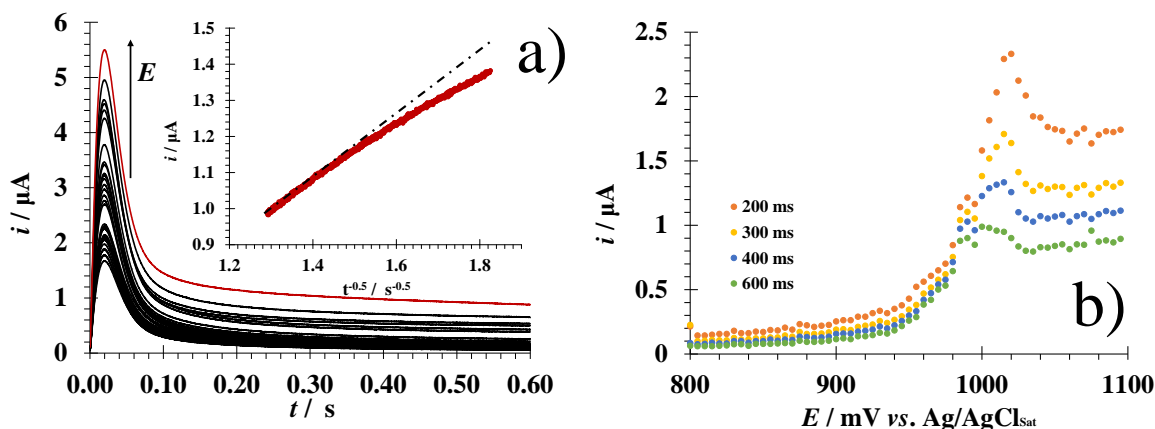 a)
i / μA
6
5
4
3
2
1
0
E
0.00 0.10 0.20 0.30 0.40 0.50 0.60
t / s
i / μA
1.5
1.4
1.3
1.2
1.1
1.0
0.9
1.2 1.4 1.6 1.8
t-0.5 / s-0.5
b)
i / μA
2.5
2
1.5
1
0.5
0
200 ms
300 ms
400 ms
600 ms
800 900 1000 1100
E / mV vs. Ag/AgClSat